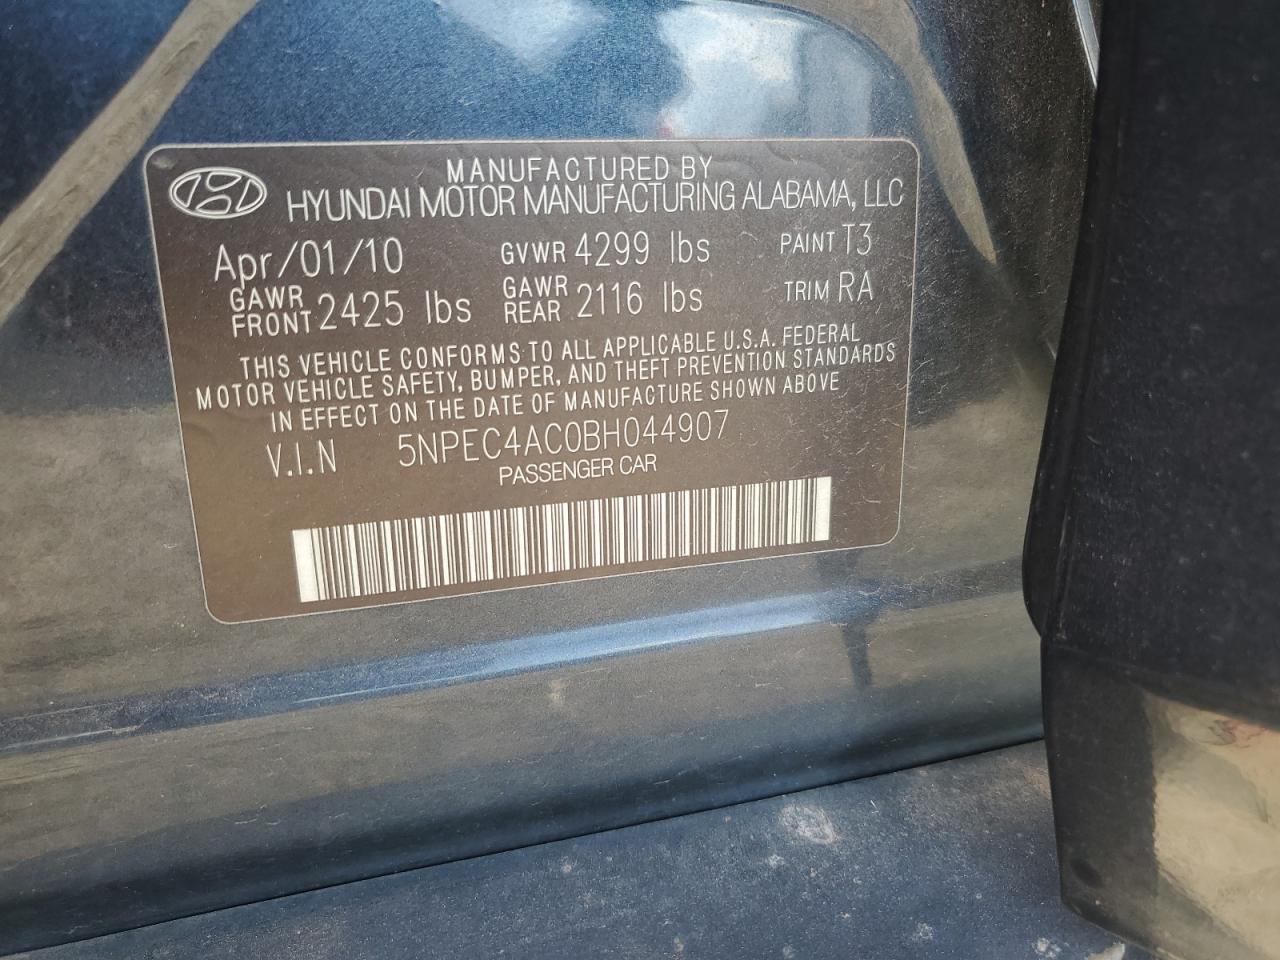 MANUFACTURED BY
HYUNDAI MOTOR MANUFACTURING ALABAMA, LLC
Apr/01/10 GVWR 4299 lbs PAINT T3
GAWR FRONT 2425 lbs GAWR REAR 2116 lbs TRIM RA
THIS VEHICLE CONFORMS TO ALL APPLICABLE U.S.A. FEDERAL
MOTOR VEHICLE SAFETY, BUMPER, AND THEFT PREVENTION STANDARDS
IN EFFECT ON THE DATE OF MANUFACTURE SHOWN ABOVE
V.I.N 5NPEC4AC0BH044907
PASSENGER CAR